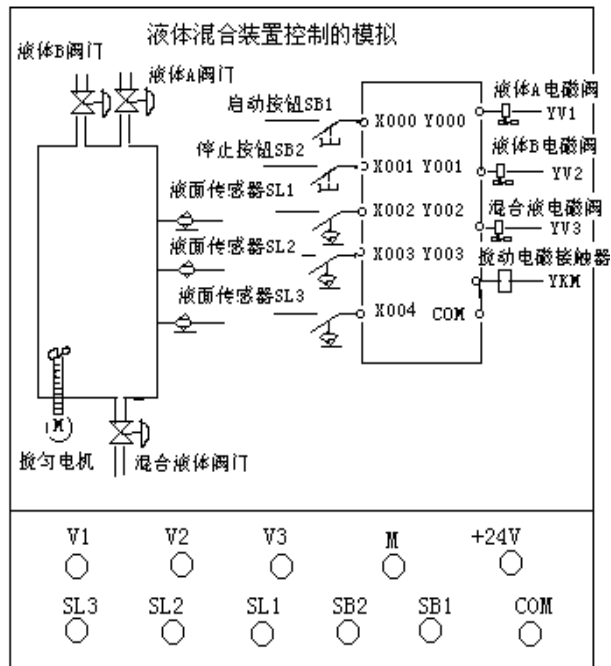 液体混合装置控制的模拟
液体B阀门
液体A阀门
启动按钮SB1
停止按钮SB2
液面传感器SL1
液面传感器SL2
液面传感器SL3
X000 Y000
X001 Y001
X002 Y002
X003 Y003
X004 COM
液体A电磁阀
YV1
液体B电磁阀
YV2
混合液电磁阀
YV3
搅动电磁接触器
YKM
M
搅匀电机
混合液体阀门
V1 V2 V3 M +24V
SL3 SL2 SL1 SB2 SB1 COM